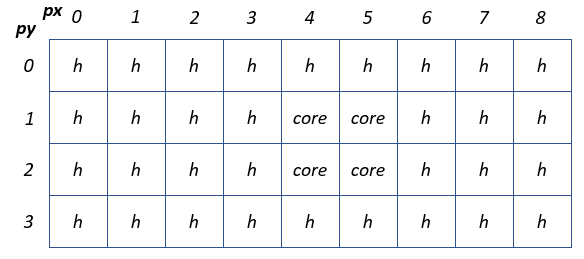 px 0 1 2 3 4 5 6 7 8
py
0 h h h h h h h h h
1 h h h h core core h h h
2 h h h h core core h h h
3 h h h h h h h h h